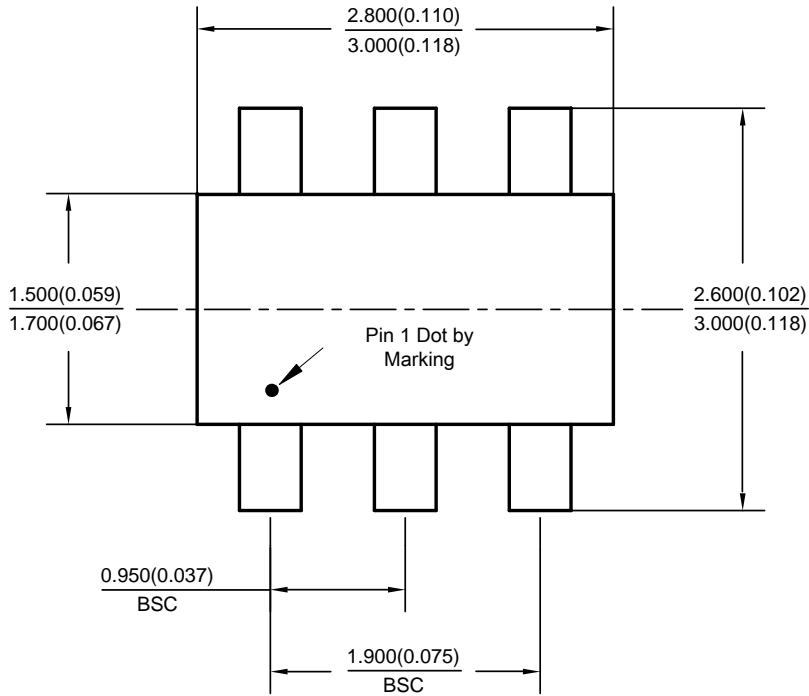 2.800(0.110)
3.000(0.118)
1.500(0.059)
1.700(0.067)
2.600(0.102)
3.000(0.118)
Pin 1 Dot by
Marking
0.950(0.037)
BSC
1.900(0.075)
BSC